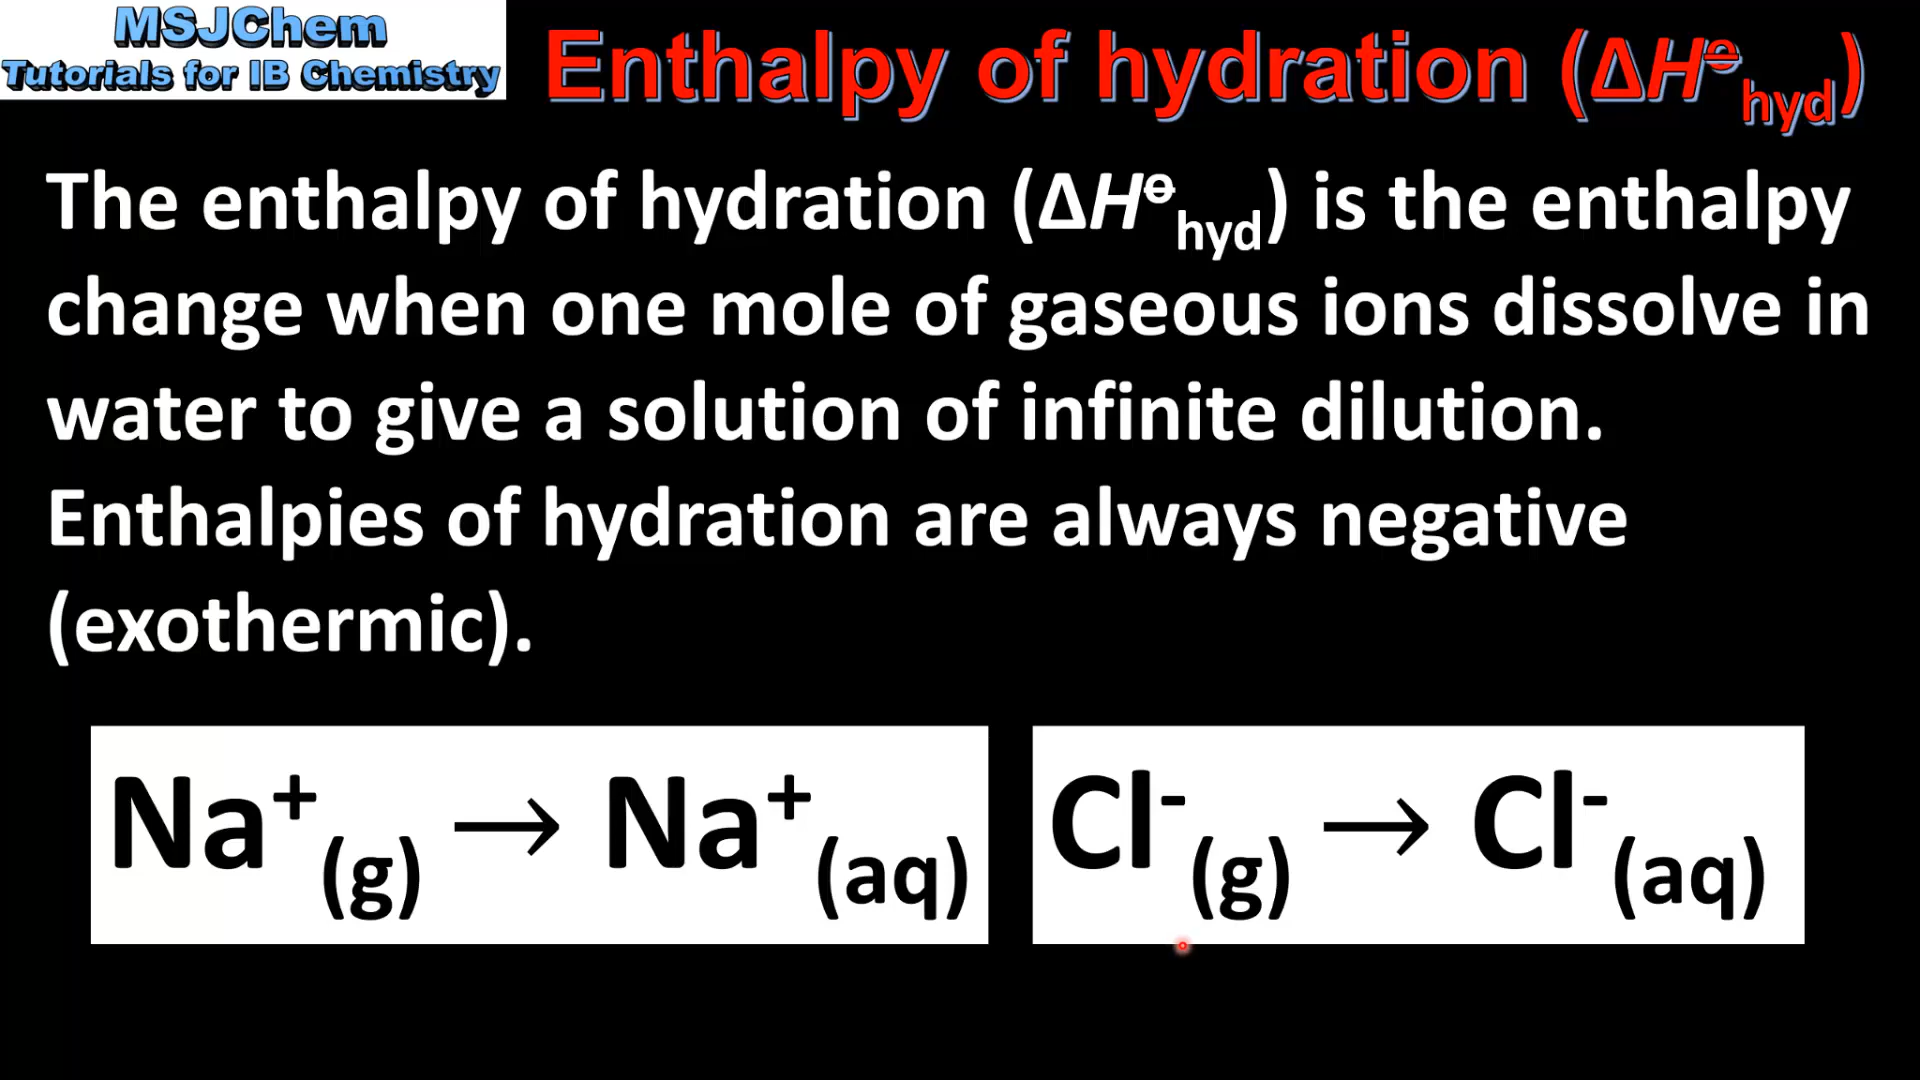 MSJChem
Tutorials for IB Chemistry
Enthalpy of hydration (ΔH⦵hyd)
The enthalpy of hydration (ΔH⦵hyd) is the enthalpy
change when one mole of gaseous ions dissolve in
water to give a solution of infinite dilution.
Enthalpies of hydration are always negative
(exothermic).
Na⁺(g) → Na⁺(aq)
Cl⁻(g) → Cl⁻(aq)